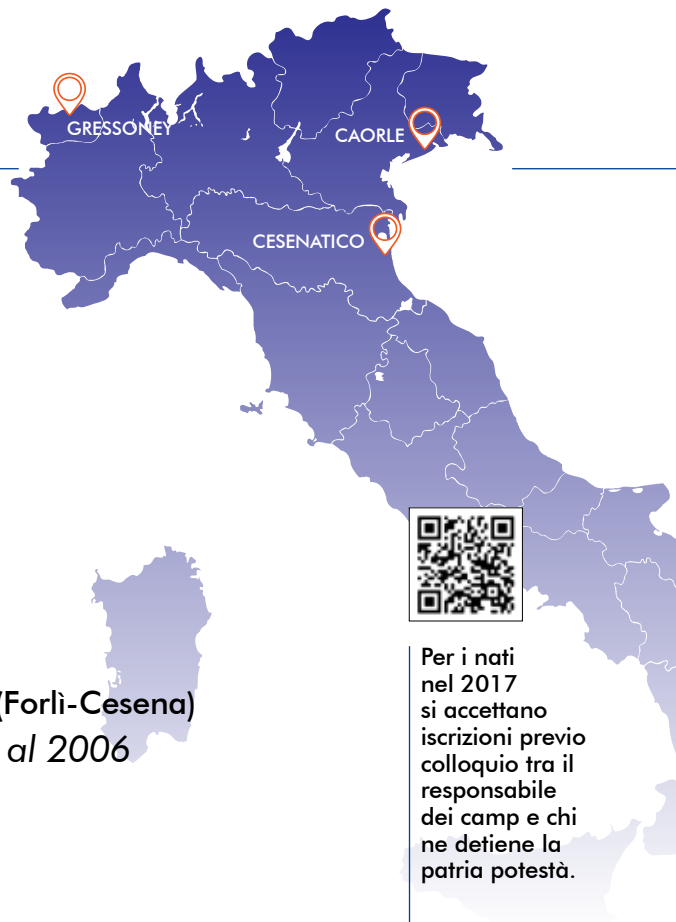 GRESSONEY
CAORLE
CESENATICO
(Forlì-Cesena)
al 2006
Per i nati
nel 2017
si accettano
iscrizioni previo
colloquio tra il
responsabile
dei camp e chi
ne detiene la
patria potestà.